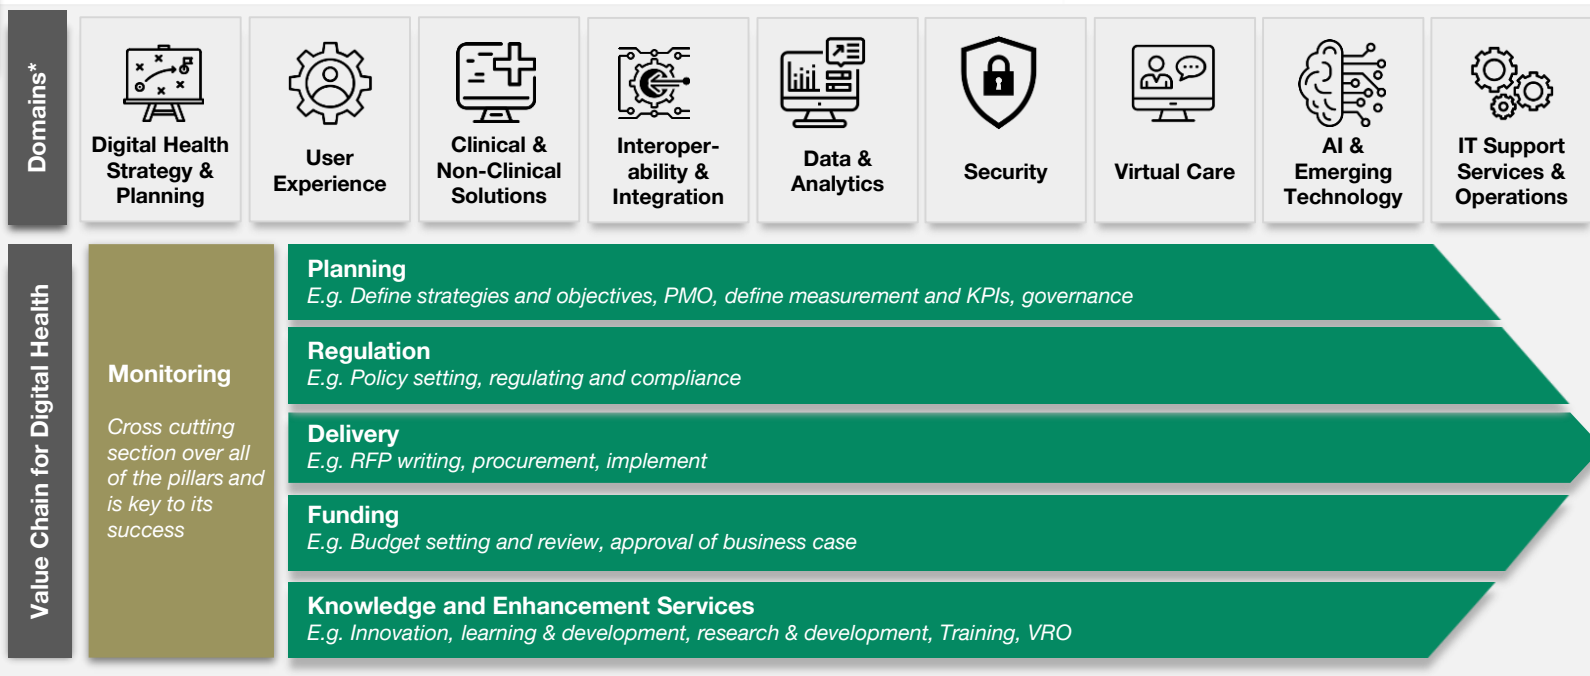 Domains*
Digital Health
Strategy &
Planning
User
Experience
Clinical &
Non-Clinical
Solutions
Interoper-
ability &
Integration
Data &
Analytics
Security
Virtual Care
AI &
Emerging
Technology
IT Support
Services &
Operations
Value Chain for Digital Health
Monitoring
Cross cutting
section over all
of the pillars and
is key to its
success
Planning
E.g. Define strategies and objectives, PMO, define measurement and KPIs, governance
Regulation
E.g. Policy setting, regulating and compliance
Delivery
E.g. RFP writing, procurement, implement
Funding
E.g. Budget setting and review, approval of business case
Knowledge and Enhancement Services
E.g. Innovation, learning & development, research & development, Training, VRO